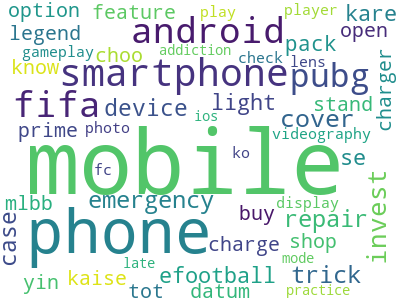 option feature play player kare
legend choo android pack open
know gameplay addiction check lens
smartphone pubg charger
fifa device light stand
prime photo ios cover videography
mobile
fc ko se
mlbb emergency buy repair invest
case phone charge shop display
yin kaise late efootball trick mode
tot datum practice